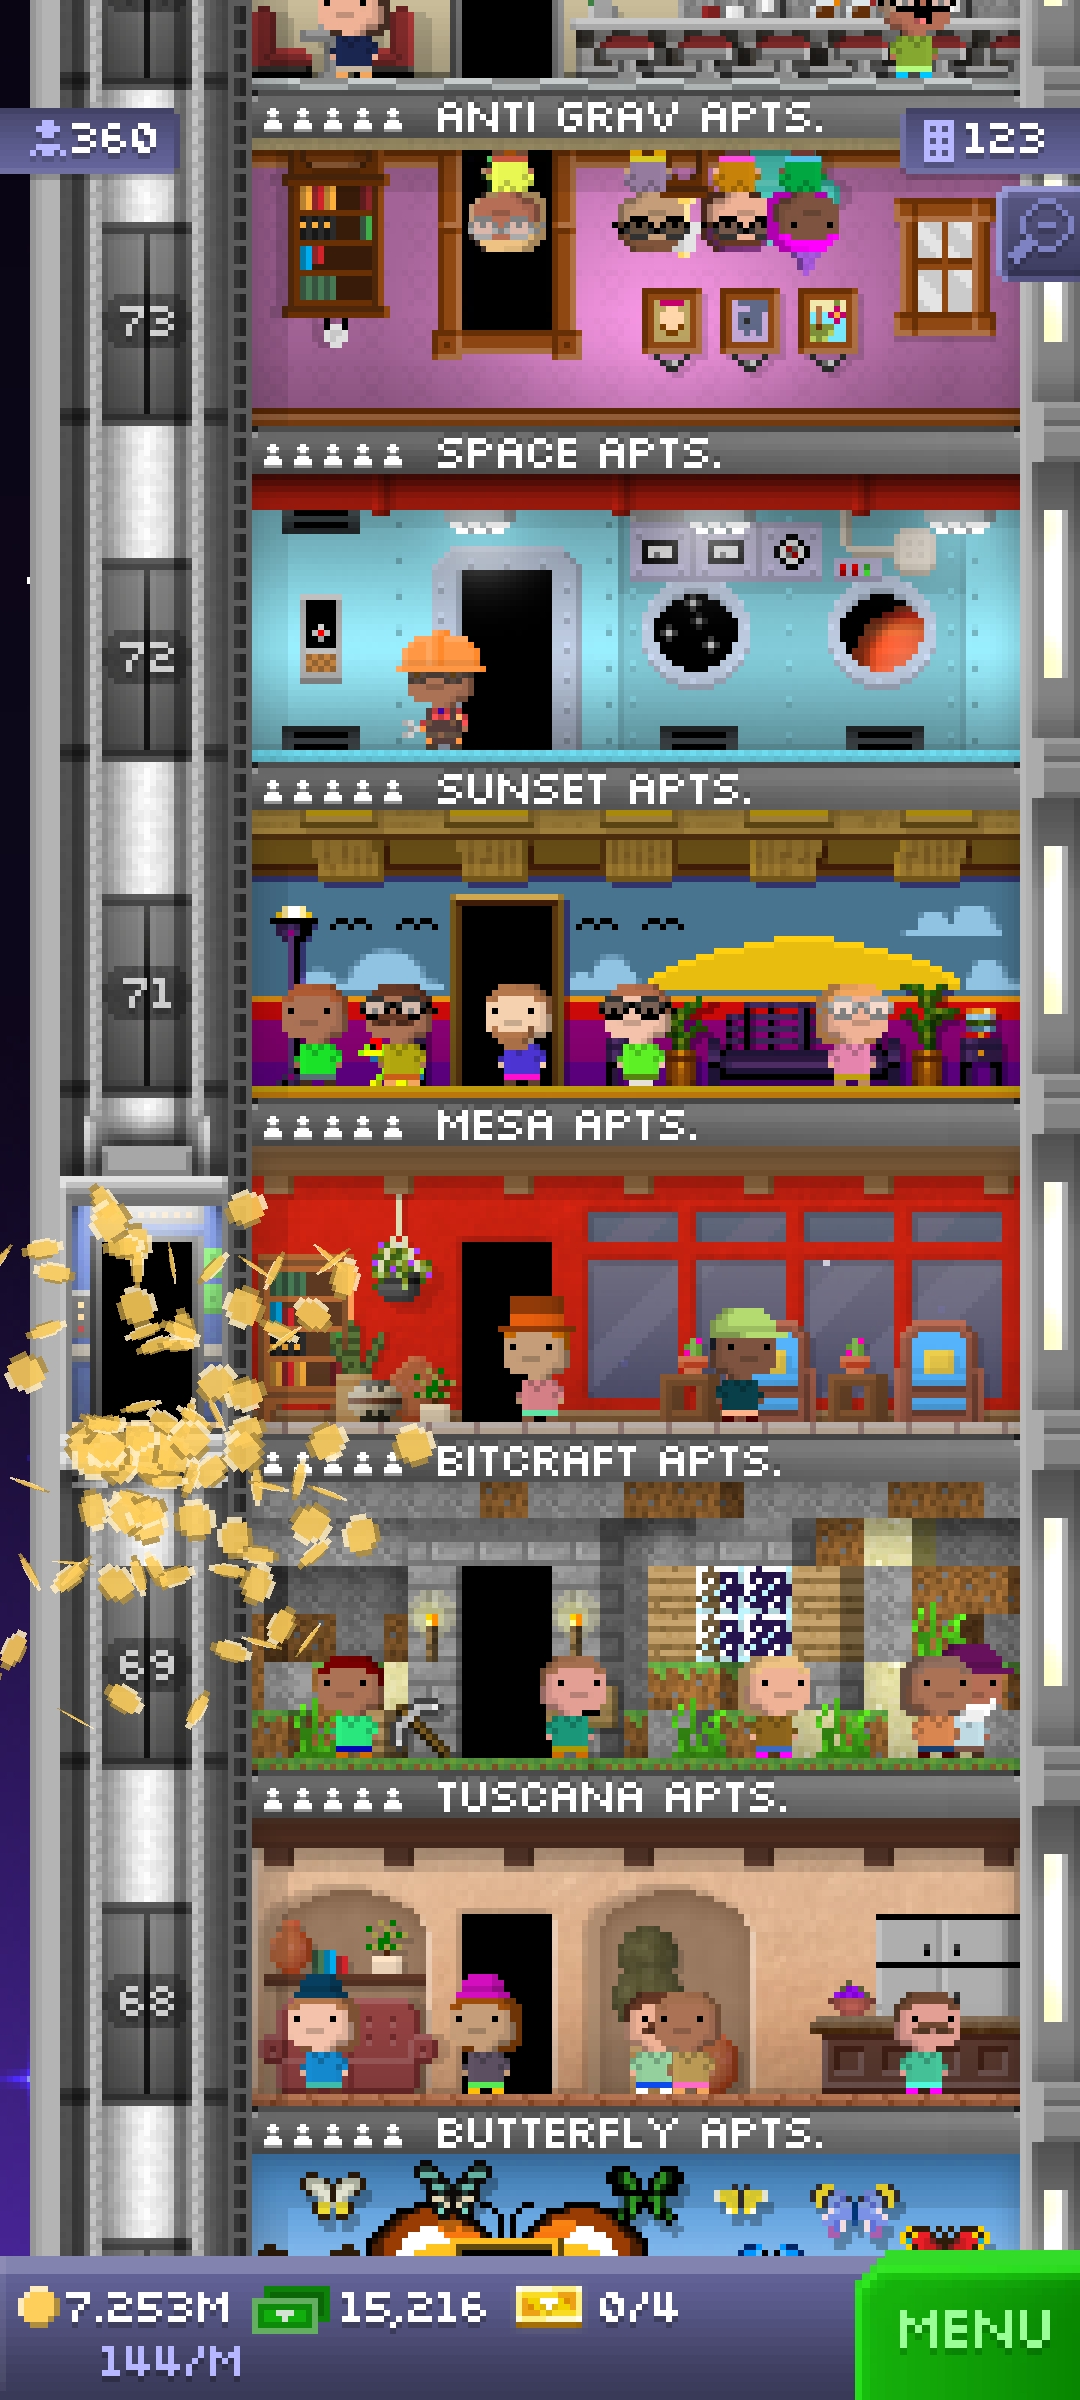 ANTI GRAV APTS.
360
123
73
SPACE APTS.
72
SUNSET APTS.
71
MESA APTS.
BITCRAFT APTS.
69
TUSCANA APTS.
68
BUTTERFLY APTS.
7.253M 15,216 0/4
144/M
MENU